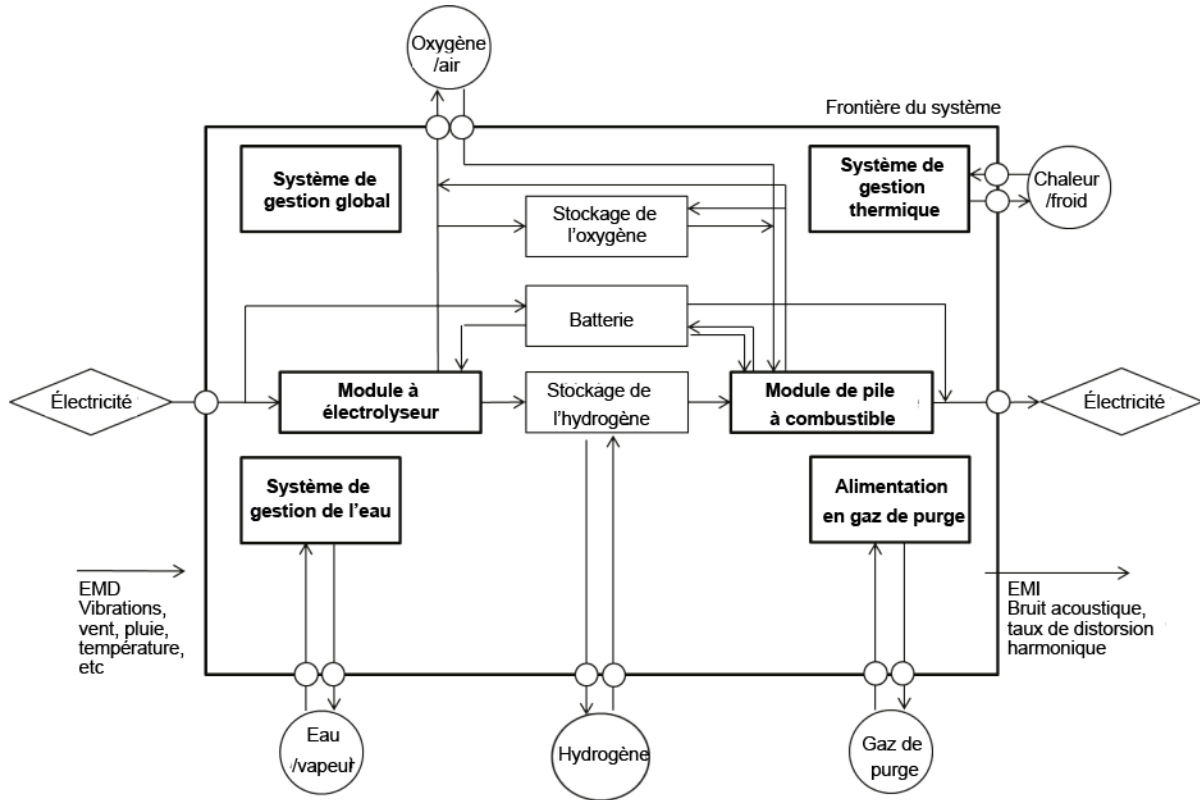 Oxygène
/air
Frontière du système
Système de
gestion global
Système de
gestion
thermique
Chaleur
/froid
Stockage de
l'oxygène
Batterie
Électricité
Module à
électrolyseur
Stockage de
l'hydrogène
Module de pile
à combustible
Électricité
Système de
gestion de l'eau
Alimentation
en gaz de purge
EMD
Vibrations,
vent, pluie,
température,
etc
EMI
Bruit acoustique,
taux de distorsion
harmonique
Eau
/vapeur
Hydrogène
Gaz de
purge